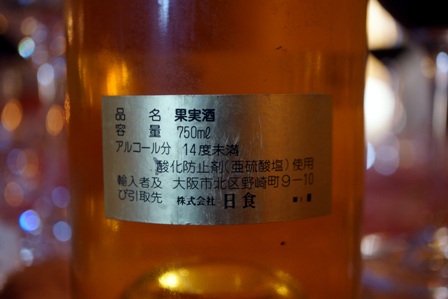 品 名 果実酒
容 量 750mℓ
アルコール分 14度未満
酸化防止剤(亜硫酸塩)使用
輸入者及 大阪市北区野崎町9-10
び引取先 株式会社 日食